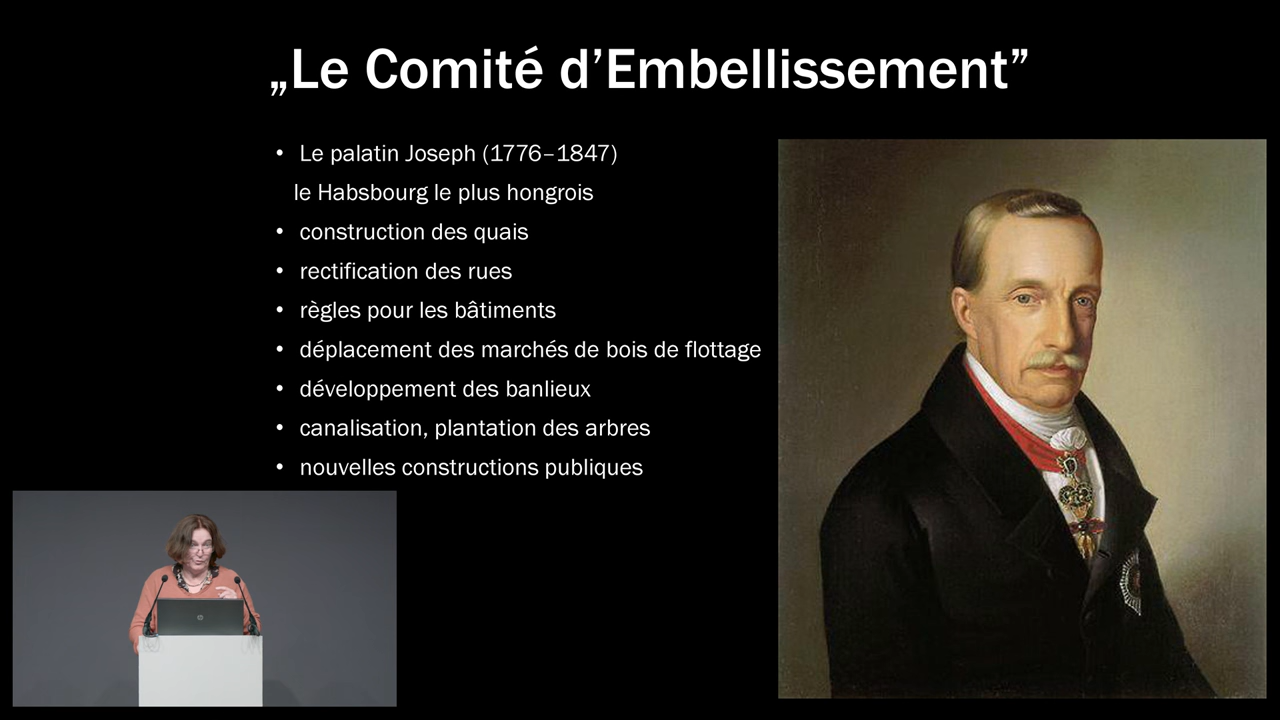 „Le Comité d’Embellissement”
• Le palatin Joseph (1776–1847)
le Habsbourg le plus hongrois
• construction des quais
• rectification des rues
• règles pour les bâtiments
• déplacement des marchés de bois de flottage
• développement des banlieux
• canalisation, plantation des arbres
• nouvelles constructions publiques